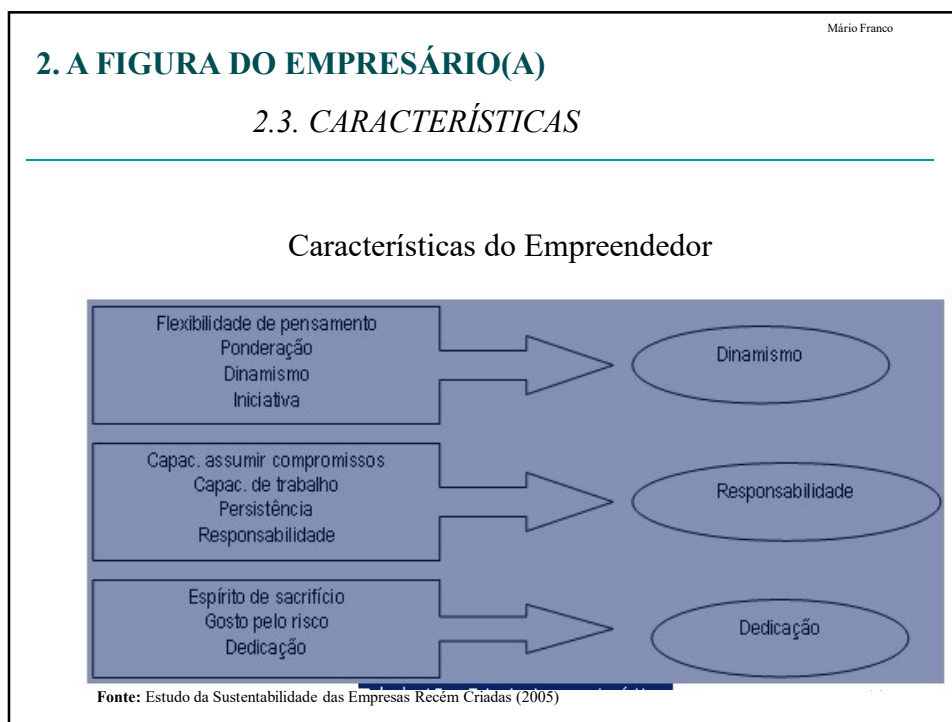 Mário Franco
2. A FIGURA DO EMPRESÁRIO(A)
2.3. CARACTERÍSTICAS
Características do Empreendedor
Flexibilidade de pensamento
Ponderação
Dinamismo
Iniciativa
Dinamismo
Capac. assumir compromissos
Capac. de trabalho
Persistência
Responsabilidade
Responsabilidade
Espírito de sacrifício
Gosto pelo risco
Dedicação
Dedicação
Fonte: Estudo da Sustentabilidade das Empresas Recém Criadas (2005)